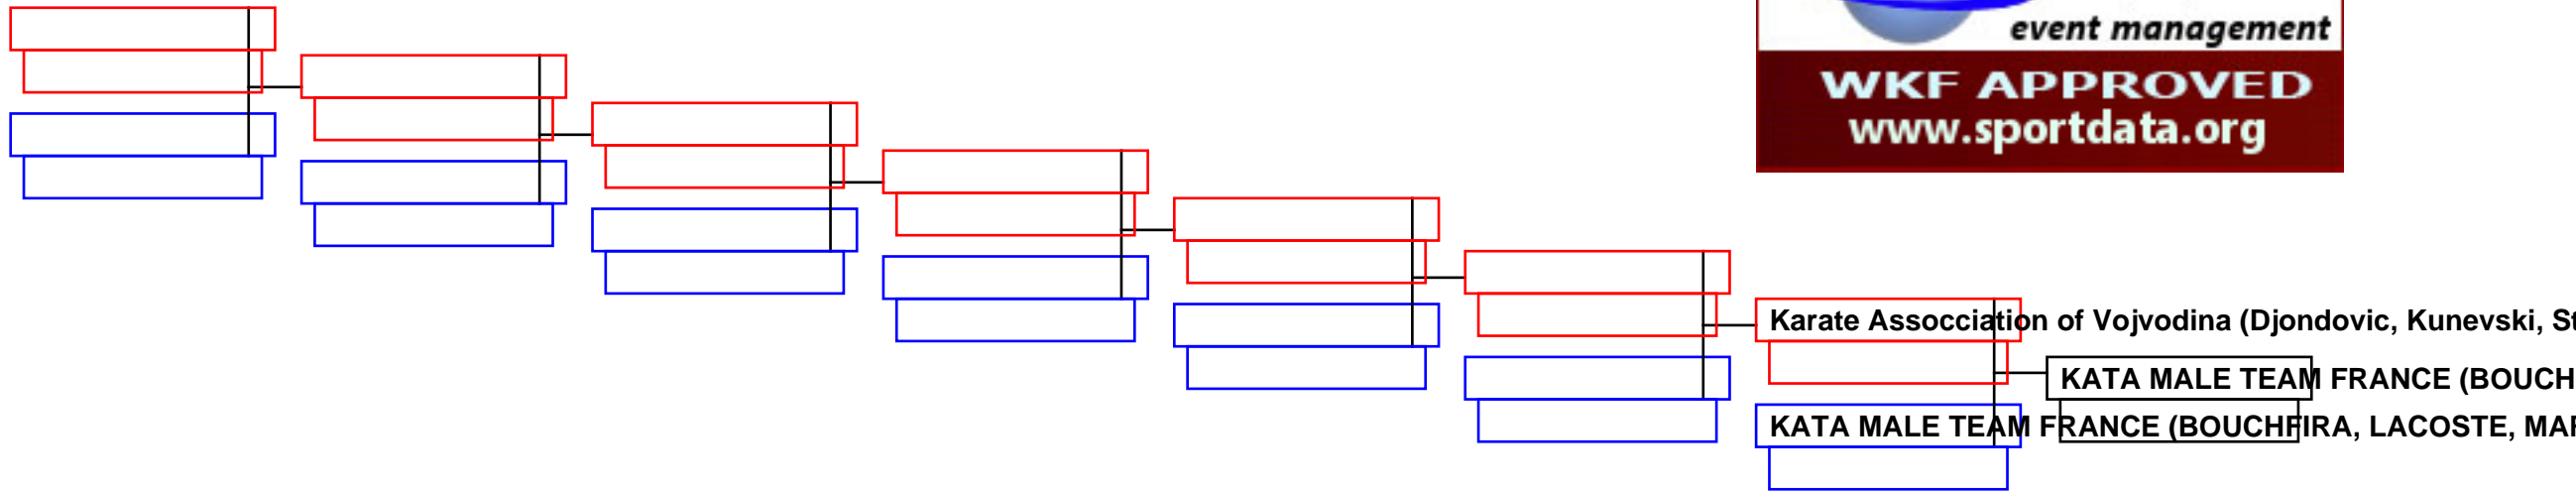 event management
WKF APPROVED
www.sportdata.org
Karate Assocciation of Vojvodina (Djondovic, Kunevski, St
KATA MALE TEAM FRANCE (BOUCH
KATA MALE TEAM FRANCE (BOUCHFIRA, LACOSTE, MAR